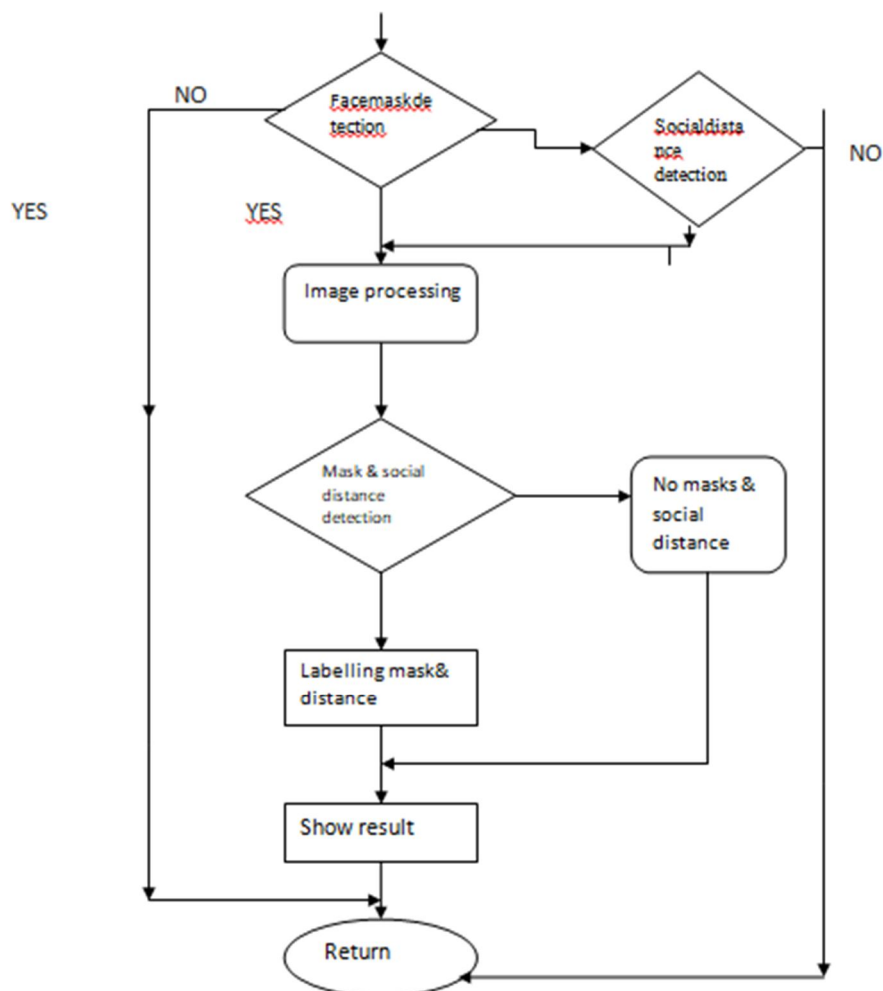 NO
Facemaskde
tection
Socialdista
nce
detection
NO
YES
YES
Image processing
Mask & social
distance
detection
No masks &
social
distance
Labelling mask&
distance
Show result
Return